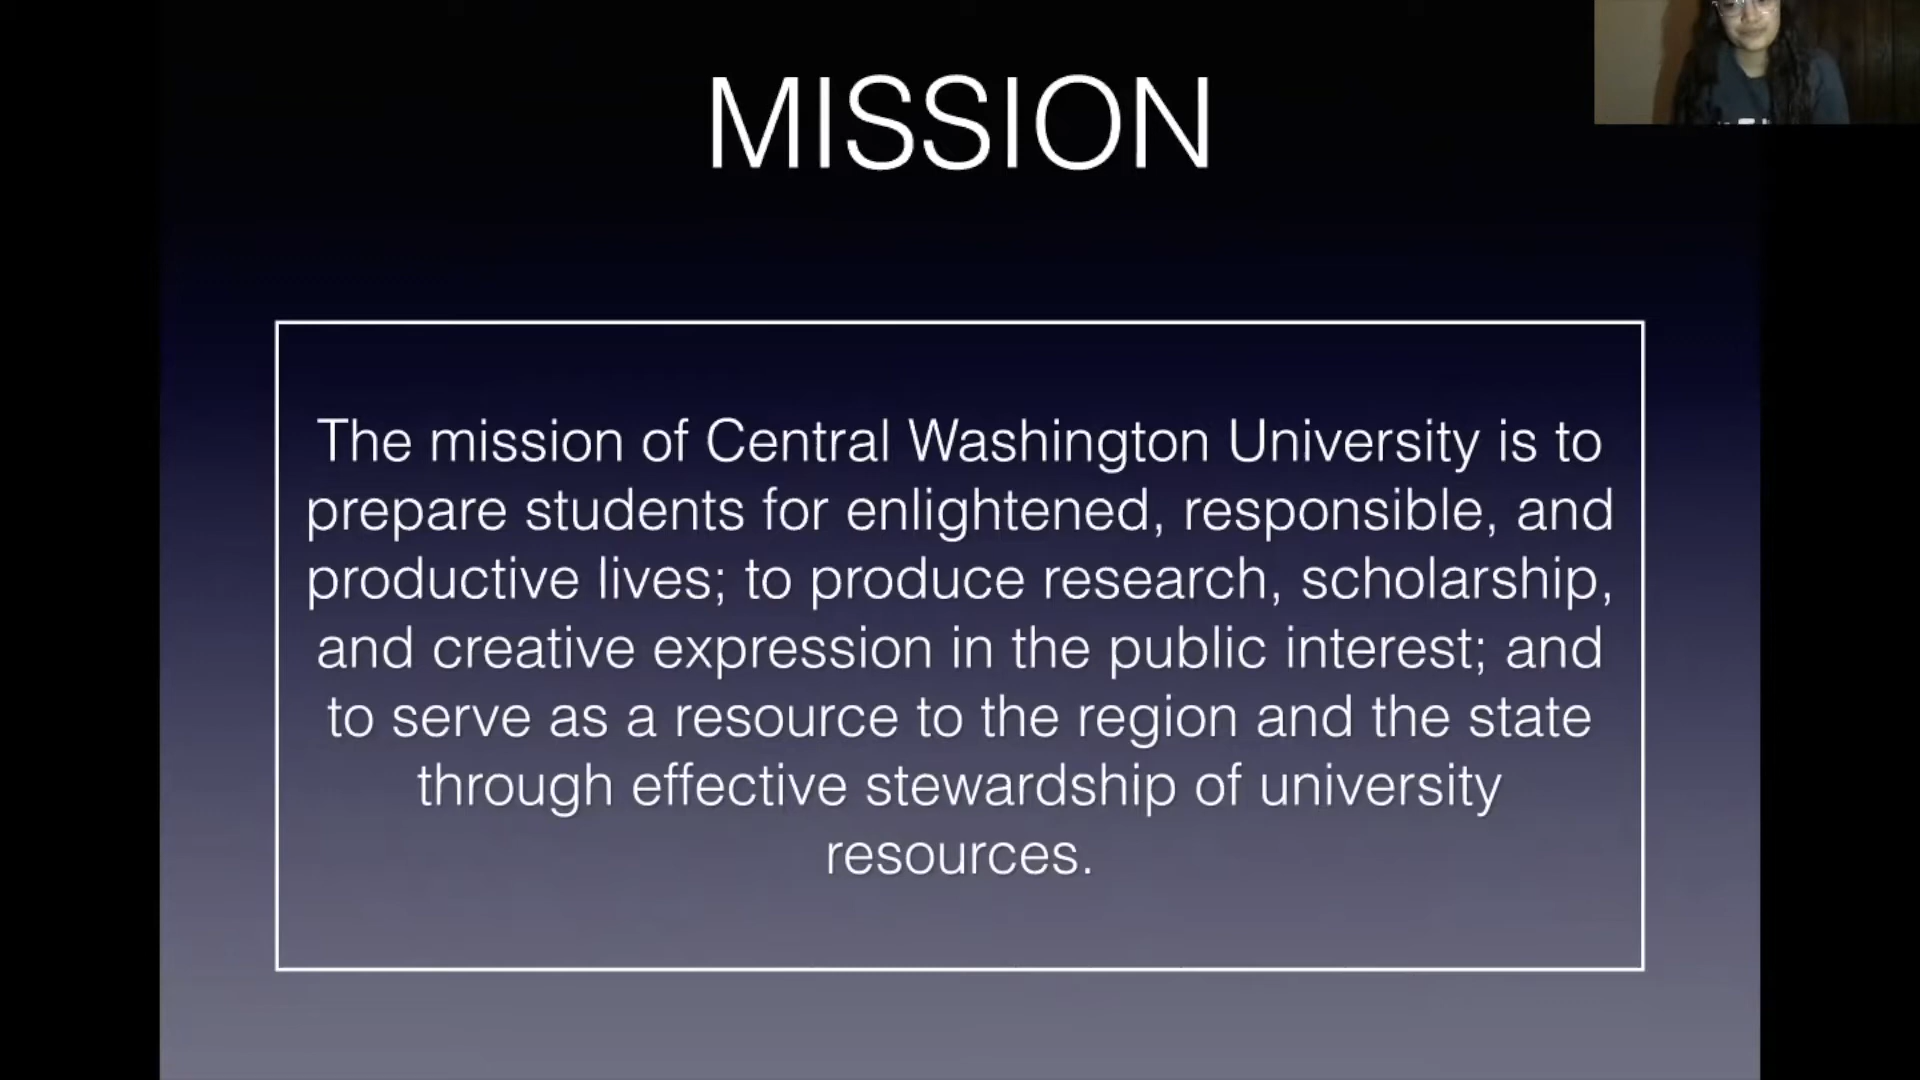 MISSION
The mission of Central Washington University is to
prepare students for enlightened, responsible, and
productive lives; to produce research, scholarship,
and creative expression in the public interest; and
to serve as a resource to the region and the state
through effective stewardship of university
resources.